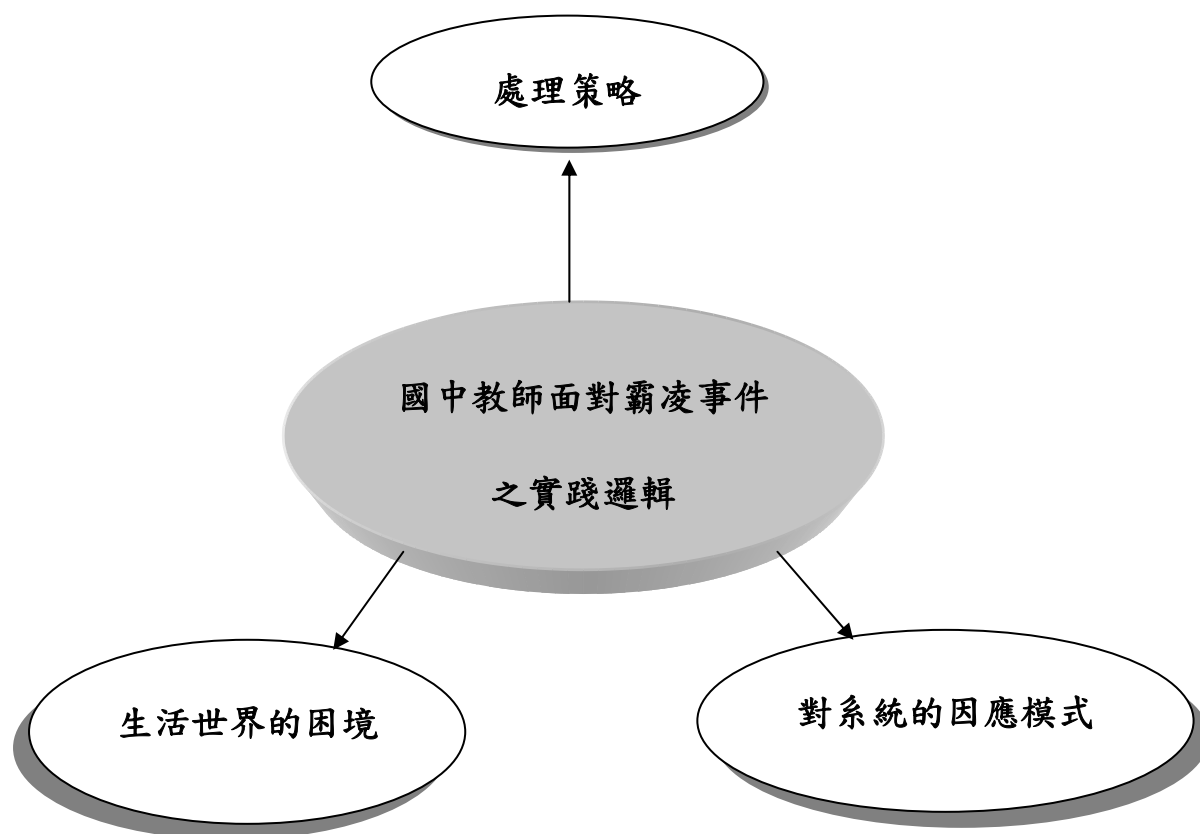 處理策略
國中教師面對霸凌事件
之實踐邏輯
生活世界的困境
對系統的因應模式